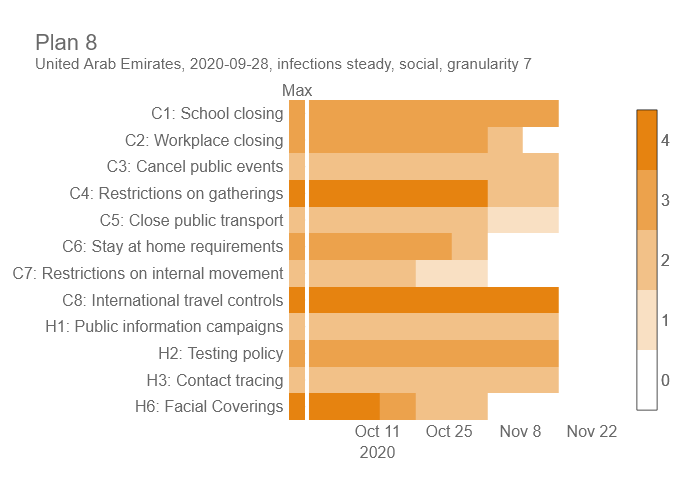 Plan 8
United Arab Emirates, 2020-09-28, infections steady, social, granularity 7
Max
C1: School closing
C2: Workplace closing
C3: Cancel public events
C4: Restrictions on gatherings
C5: Close public transport
C6: Stay at home requirements
C7: Restrictions on internal movement
C8: International travel controls
H1: Public information campaigns
H2: Testing policy
H3: Contact tracing
H6: Facial Coverings
Oct 11 Oct 25 Nov 8 Nov 22
2020
4
3
2
1
0